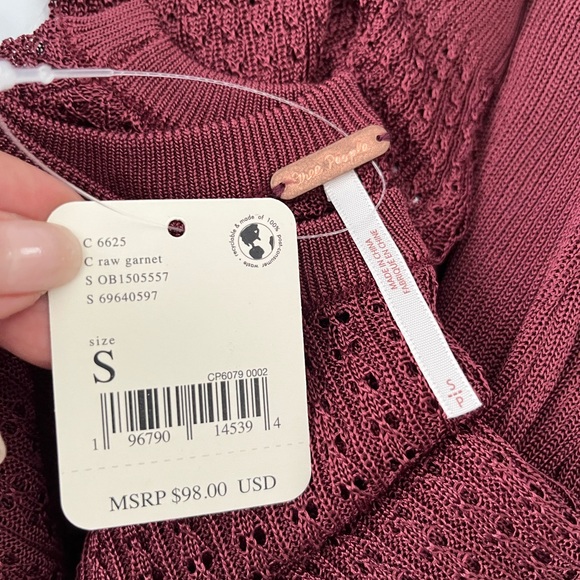 free People
C 6625
C raw garnet
S OB1505557
S 69640597
recyclable & made of 100% post-consumer waste
size
S
CP6079 0002
1 96790 14539 4
MSRP $98.00 USD
MADE IN CHINA
FABRIQUÉ EN CHINE
S/P